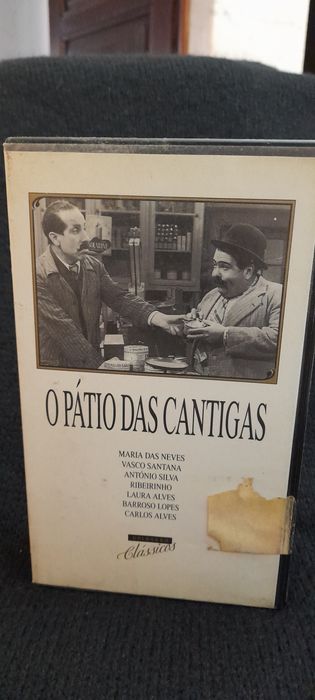 O PÁTIO DAS CANTIGAS
MARIA DAS NEVES
VASCO SANTANA
ANTÓNIO SILVA
RIBEIRINHO
LAURA ALVES
BARROSO LOPES
CARLOS ALVES
Clássicos